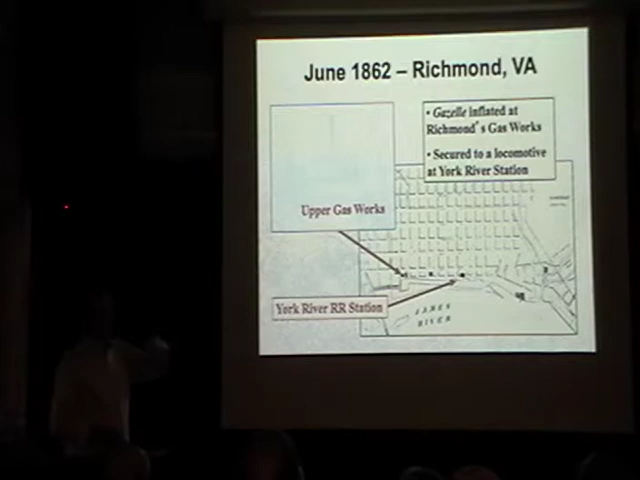 June 1862 – Richmond, VA
• Gazelle inflated at
Richmond's Gas Works
• Secured to a locomotive
at York River Station
Upper Gas Works
York River RR Station
JAMES
RIVER